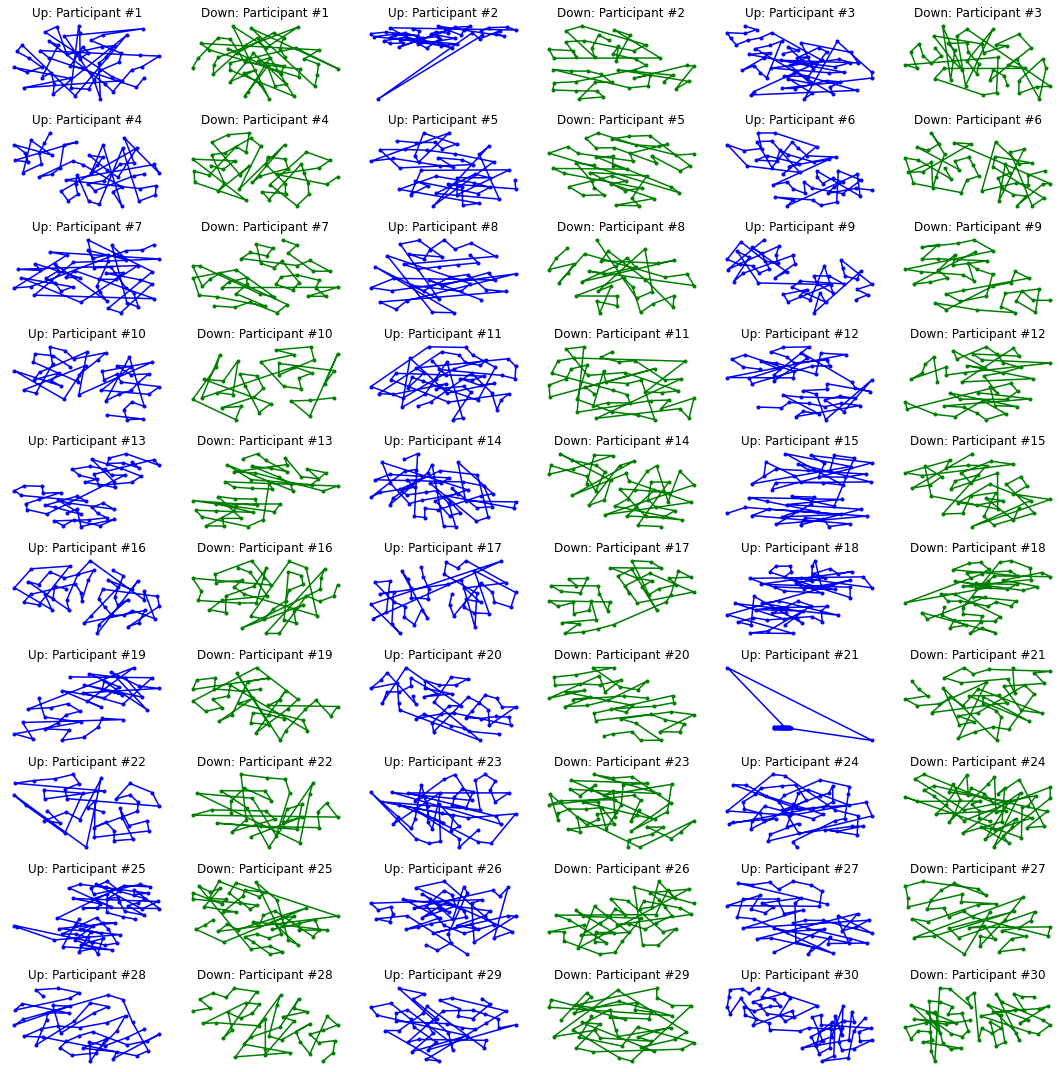 Up: Participant #1 Down: Participant #1 Up: Participant #2 Down: Participant #2 Up: Participant #3 Down: Participant #3
Up: Participant #4 Down: Participant #4 Up: Participant #5 Down: Participant #5 Up: Participant #6 Down: Participant #6
Up: Participant #7 Down: Participant #7 Up: Participant #8 Down: Participant #8 Up: Participant #9 Down: Participant #9
Up: Participant #10 Down: Participant #10 Up: Participant #11 Down: Participant #11 Up: Participant #12 Down: Participant #12
Up: Participant #13 Down: Participant #13 Up: Participant #14 Down: Participant #14 Up: Participant #15 Down: Participant #15
Up: Participant #16 Down: Participant #16 Up: Participant #17 Down: Participant #17 Up: Participant #18 Down: Participant #18
Up: Participant #19 Down: Participant #19 Up: Participant #20 Down: Participant #20 Up: Participant #21 Down: Participant #21
Up: Participant #22 Down: Participant #22 Up: Participant #23 Down: Participant #23 Up: Participant #24 Down: Participant #24
Up: Participant #25 Down: Participant #25 Up: Participant #26 Down: Participant #26 Up: Participant #27 Down: Participant #27
Up: Participant #28 Down: Participant #28 Up: Participant #29 Down: Participant #29 Up: Participant #30 Down: Participant #30